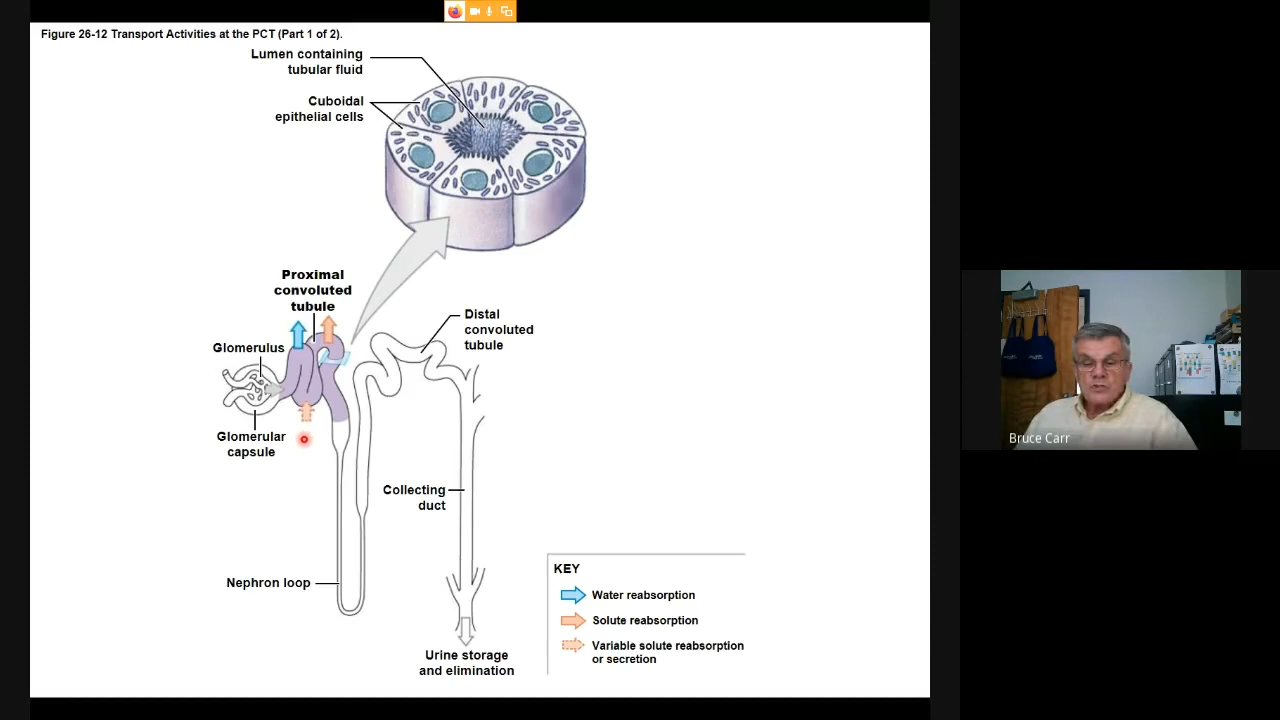 Figure 26-12 Transport Activities at the PCT (Part 1 of 2).
Lumen containing
tubular fluid
Cuboidal
epithelial cells
Proximal
convoluted
tubule
Distal
convoluted
tubule
Glomerulus
Glomerular
capsule
Collecting
duct
Nephron loop
Urine storage
and elimination
KEY
Water reabsorption
Solute reabsorption
Variable solute reabsorption
or secretion
Bruce Carr